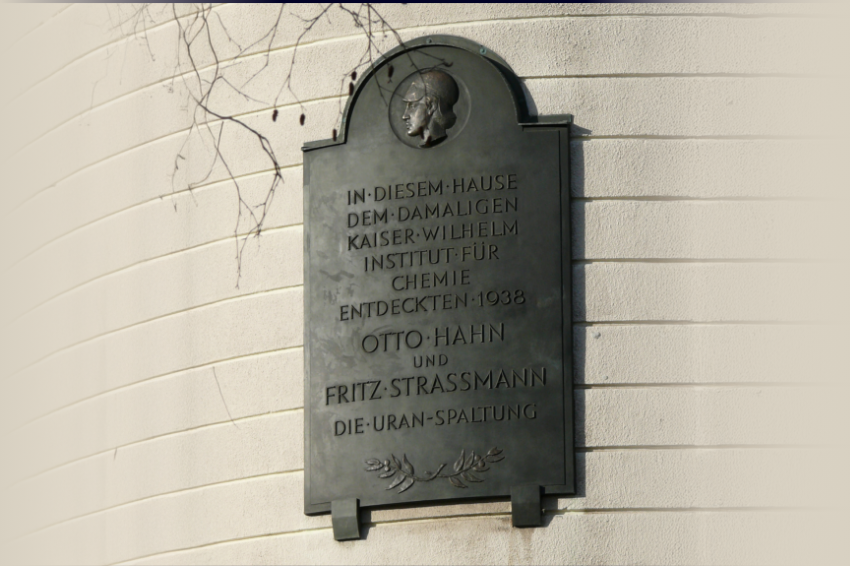 IN·DIESEM·HAUSE
DEM·DAMALIGEN
KAISER·WILHELM
INSTITUT·FÜR
CHEMIE
ENTDECKTEN·1938
OTTO·HAHN
UND
FRITZ·STRASSMANN
DIE·URAN-SPALTUNG